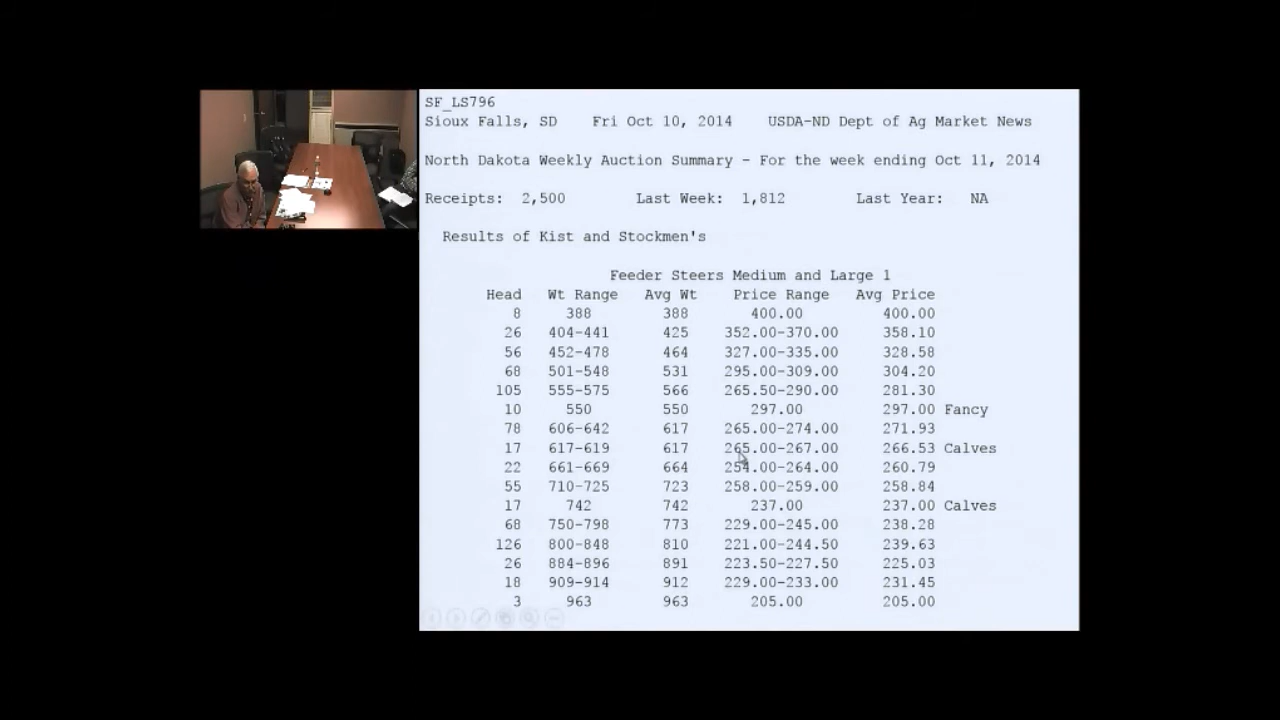 SF_LS796
Sioux Falls, SD Fri Oct 10, 2014 USDA-ND Dept of Ag Market News
North Dakota Weekly Auction Summary - For the week ending Oct 11, 2014
Receipts: 2,500 Last Week: 1,812 Last Year: NA
Results of Kist and Stockmen's
Feeder Steers Medium and Large 1
Head Wt Range Avg Wt Price Range Avg Price
8 388 388 400.00 400.00
26 404-441 425 352.00-370.00 358.10
56 452-478 464 327.00-335.00 328.58
68 501-548 531 295.00-309.00 304.20
105 555-575 566 265.50-290.00 281.30
10 550 550 297.00 297.00 Fancy
78 606-642 617 265.00-274.00 271.93
17 617-619 617 265.00-267.00 266.53 Calves
22 661-669 664 254.00-264.00 260.79
55 710-725 723 258.00-259.00 258.84
17 742 742 237.00 237.00 Calves
68 750-798 773 229.00-245.00 238.28
126 800-848 810 221.00-244.50 239.63
26 884-896 891 223.50-227.50 225.03
18 909-914 912 229.00-233.00 231.45
3 963 963 205.00 205.00